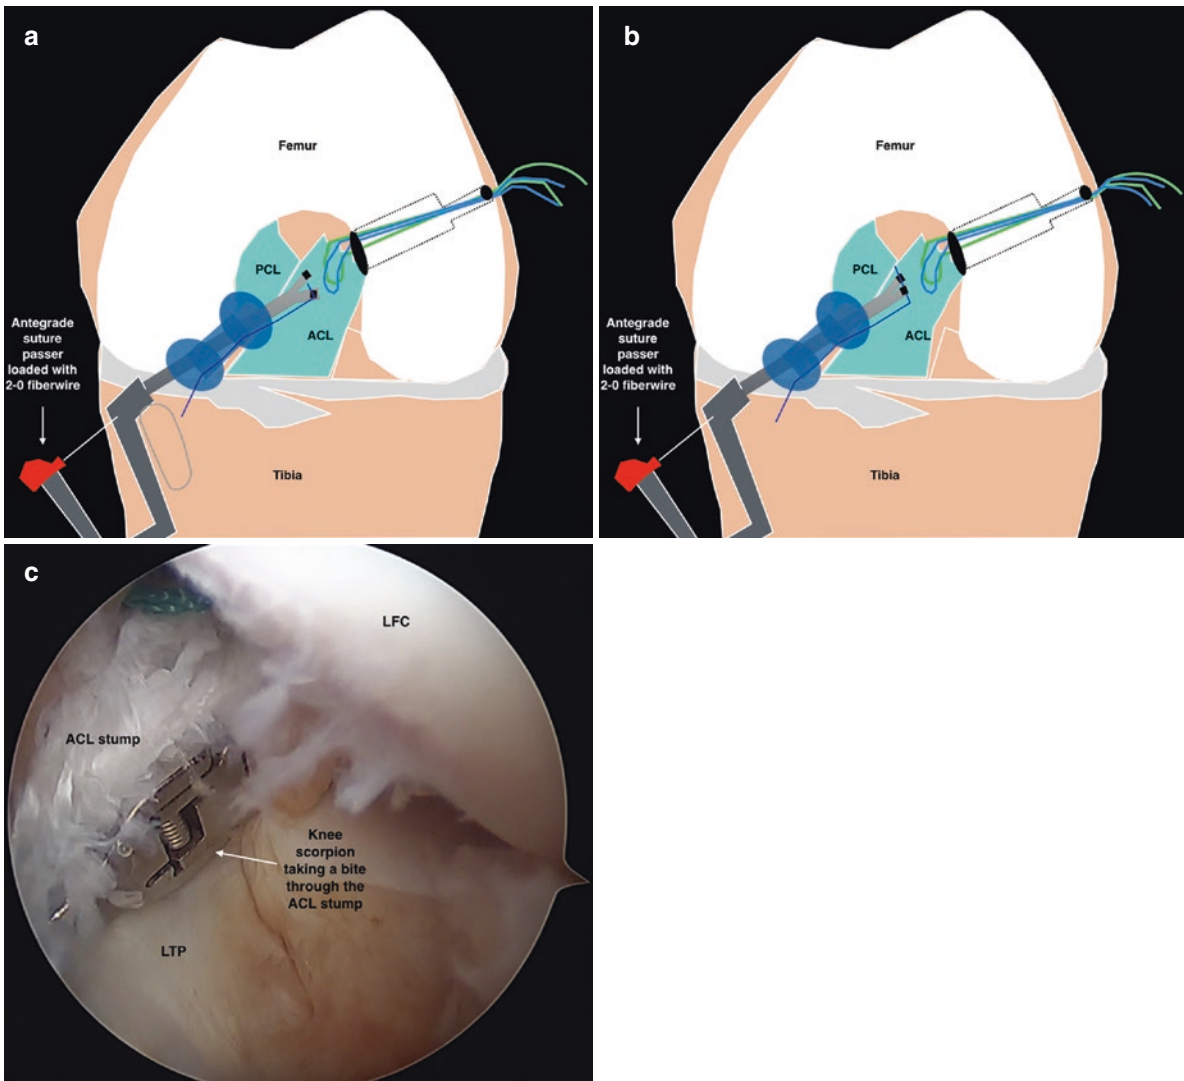 a
Femur
PCL
ACL
Antegrade
suture
passer
loaded with
2-0 fiberwire
Tibia
b
Femur
PCL
ACL
Antegrade
suture
passer
loaded with
2-0 fiberwire
Tibia
c
LFC
ACL stump
Knee
scorpion
taking a bite
through the
ACL stump
LTP